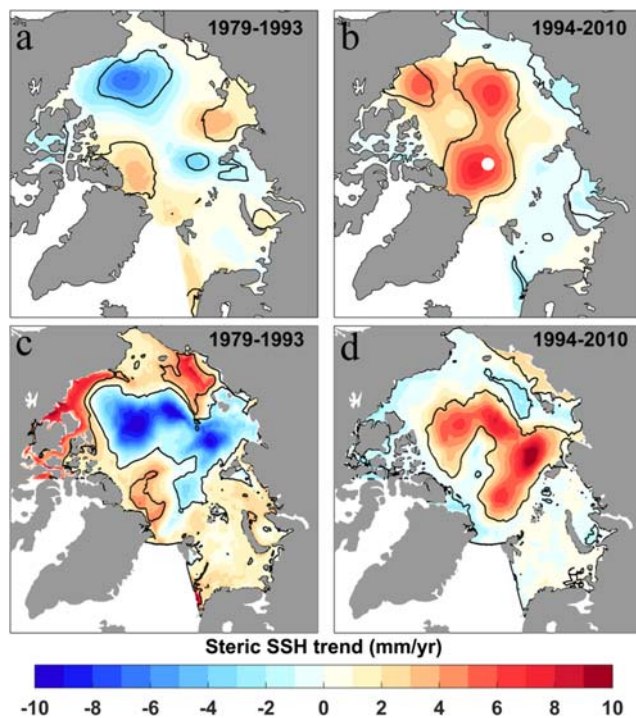 a 1979-1993
b 1994-2010
c 1979-1993
d 1994-2010
Steric SSH trend (mm/yr)
-10 -8 -6 -4 -2 0 2 4 6 8 10